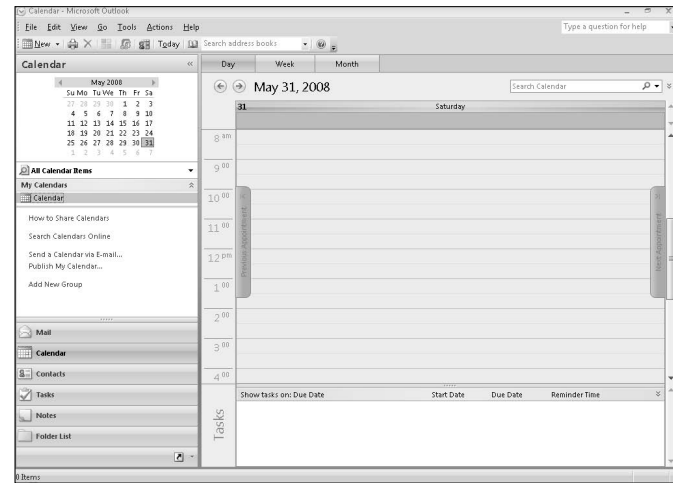 Calendar - Microsoft Outlook
File Edit View Go Tools Actions Help
Type a question for help
New Today Search address books
Calendar «
Day Week Month
May 2008
Su Mo Tu We Th Fr Sa
27 28 29 30 1 2 3
4 5 6 7 8 9 10
11 12 13 14 15 16 17
18 19 20 21 22 23 24
25 26 27 28 29 30 31
1 2 3 4 5 6 7
May 31, 2008
Search Calendar
31 Saturday
All Calendar Items
My Calendars
Calendar
How to Share Calendars
Search Calendars Online
Send a Calendar via E-mail...
Publish My Calendar...
Add New Group
Mail
Calendar
Contacts
Tasks
Notes
Folder List
8 am
9 00
10 00
11 00
12 pm
1 00
2 00
3 00
4 00
Previous Appointment
Next Appointment
Tasks
Show tasks on: Due Date Start Date Due Date Reminder Time
0 Items